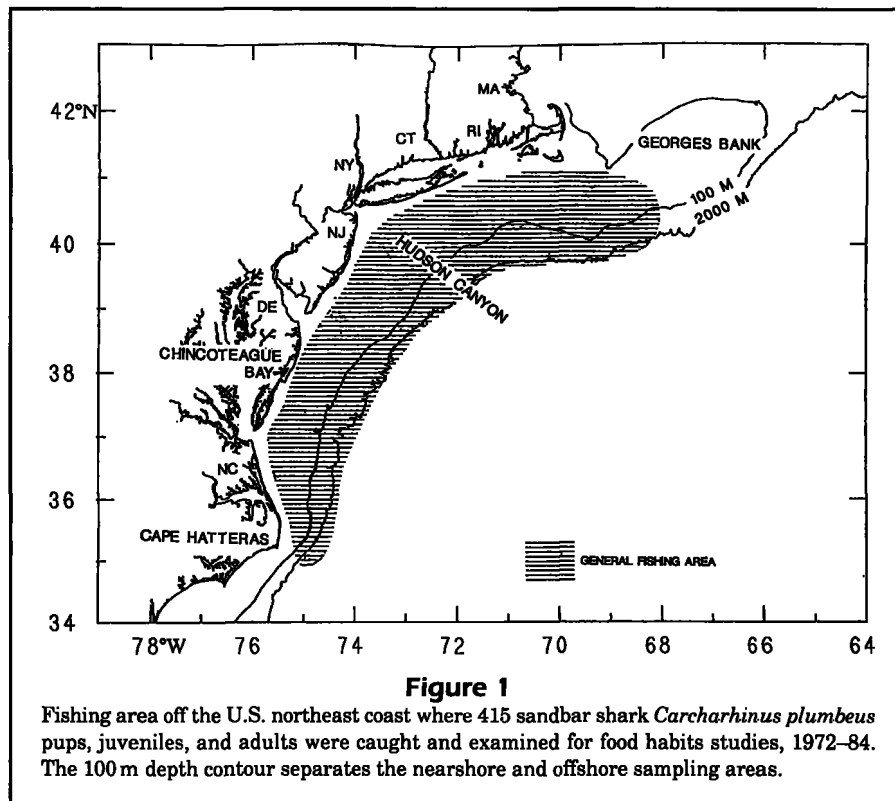 42°N
40
38
36
34
78°W
76
74
72
70
68
66
64
MA
RI
CT
NY
NJ
DE
CHINCOTEAGUE
BAY
NC
CAPE HATTERAS
GEORGES BANK
100 M
2000 M
HUDSON CANYON
GENERAL FISHING AREA
Figure 1
Fishing area off the U.S. northeast coast where 415 sandbar shark Carcharhinus plumbeus
pups, juveniles, and adults were caught and examined for food habits studies, 1972–84.
The 100 m depth contour separates the nearshore and offshore sampling areas.